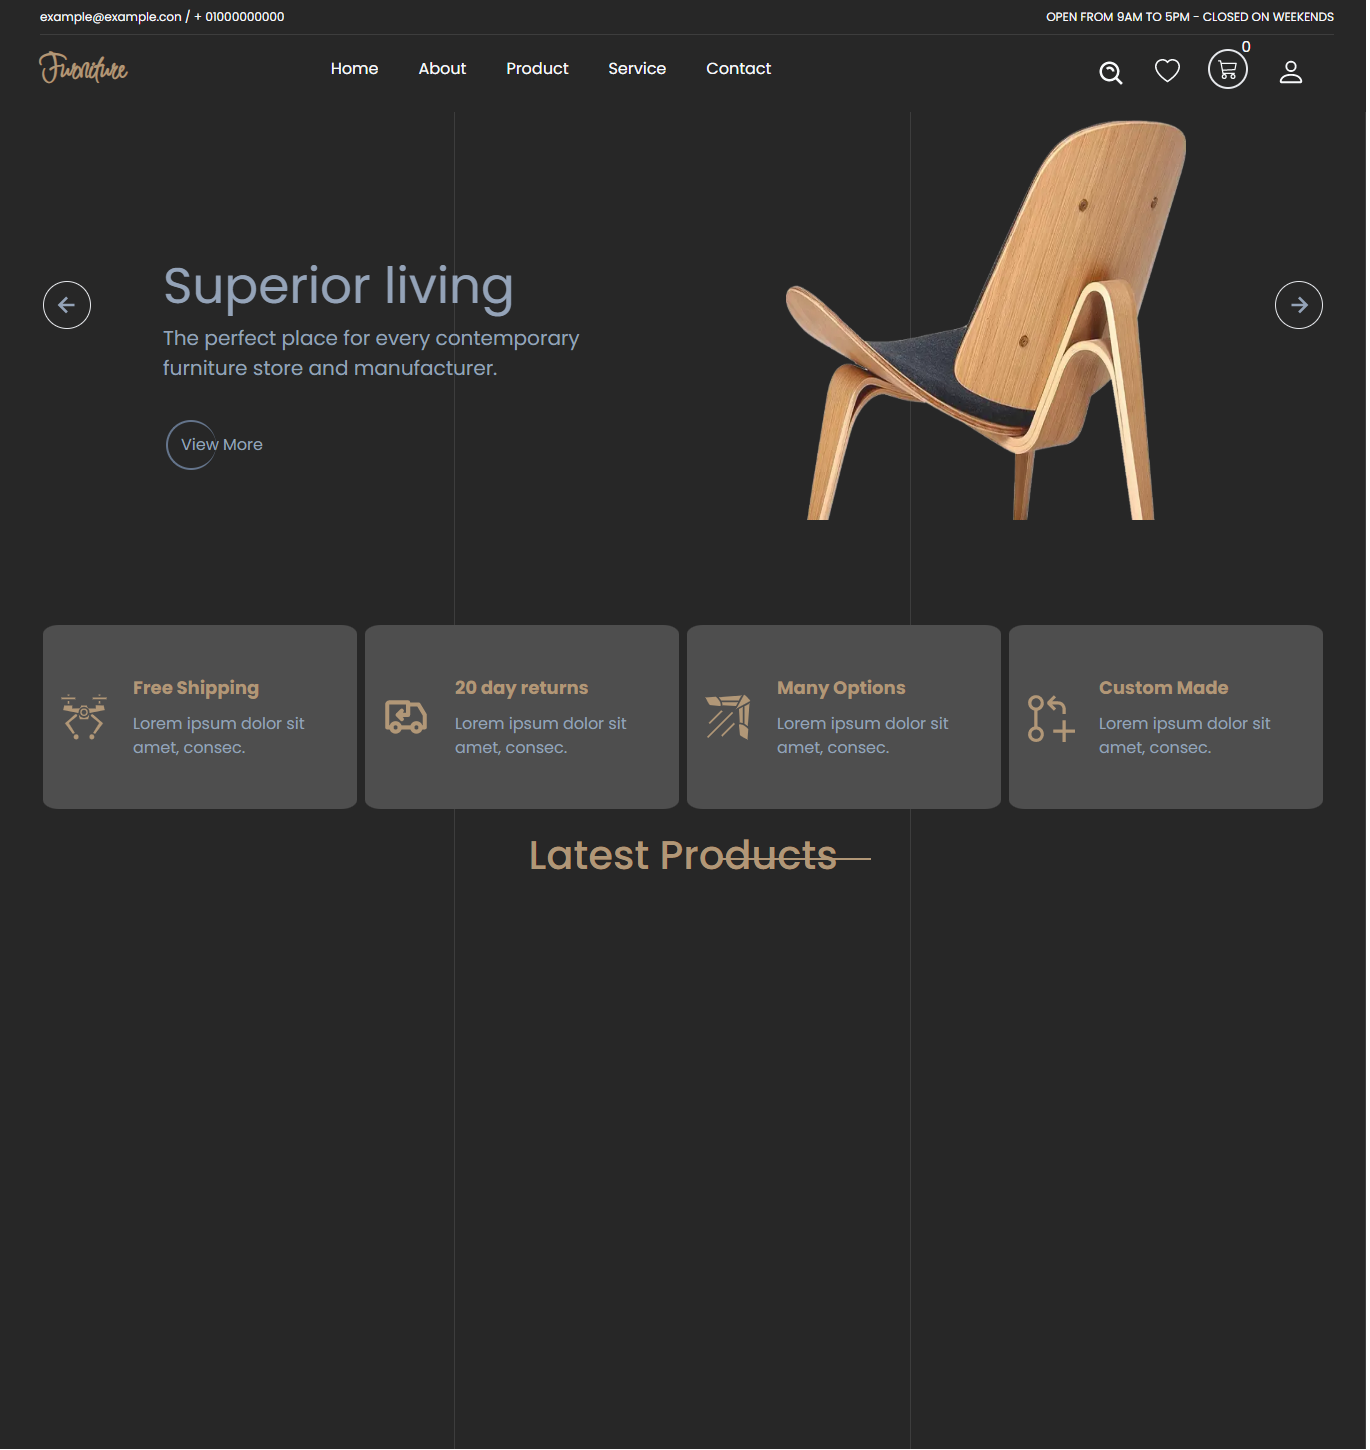 example@example.con / + 01000000000
OPEN FROM 9AM TO 5PM - CLOSED ON WEEKENDS
Furniture
Home
About
Product
Service
Contact
0
Superior living
The perfect place for every contemporary
furniture store and manufacturer.
View More
Free Shipping
Lorem ipsum dolor sit
amet, consec.
20 day returns
Lorem ipsum dolor sit
amet, consec.
Many Options
Lorem ipsum dolor sit
amet, consec.
Custom Made
Lorem ipsum dolor sit
amet, consec.
Latest Products